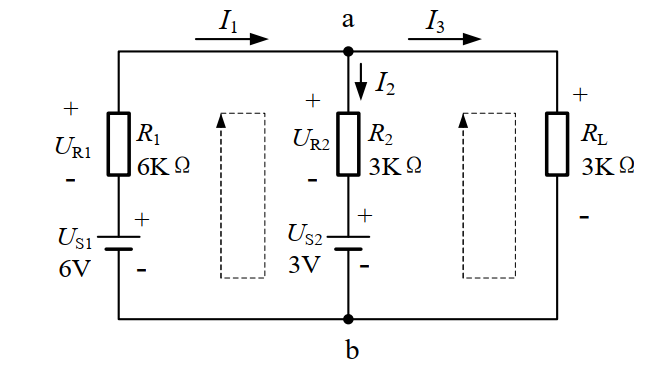 I1 a I3
+ + I2 +
UR1 R1 6K Ω
-
UR2 R2 3K Ω
-
RL 3K Ω
-
US1 + 6V -
US2 + 3V -
b